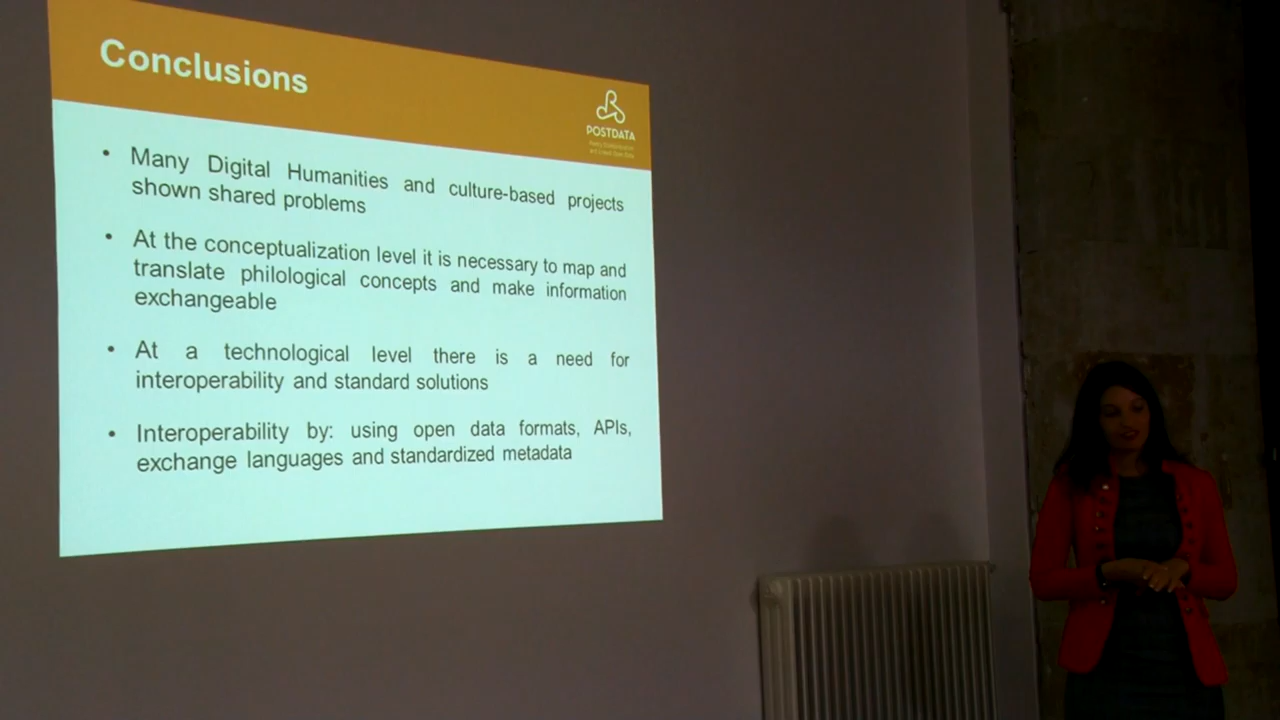 Conclusions
POSTDATA
• Many Digital Humanities and culture-based projects
shown shared problems
• At the conceptualization level it is necessary to map and
translate philological concepts and make information
exchangeable
• At a technological level there is a need for
interoperability and standard solutions
• Interoperability by: using open data formats, APIs,
exchange languages and standardized metadata